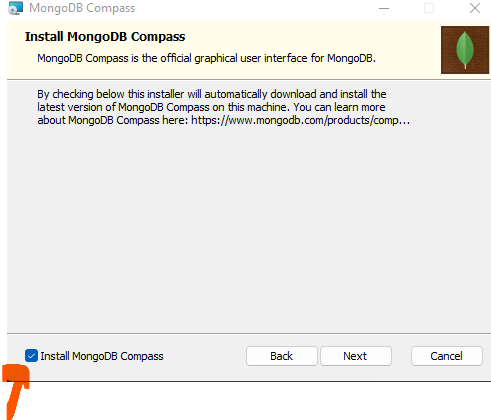 MongoDB Compass
Install MongoDB Compass
MongoDB Compass is the official graphical user interface for MongoDB.
By checking below this installer will automatically download and install the
latest version of MongoDB Compass on this machine. You can learn more
about MongoDB Compass here: https://www.mongodb.com/products/comp...
Install MongoDB Compass
Back
Next
Cancel